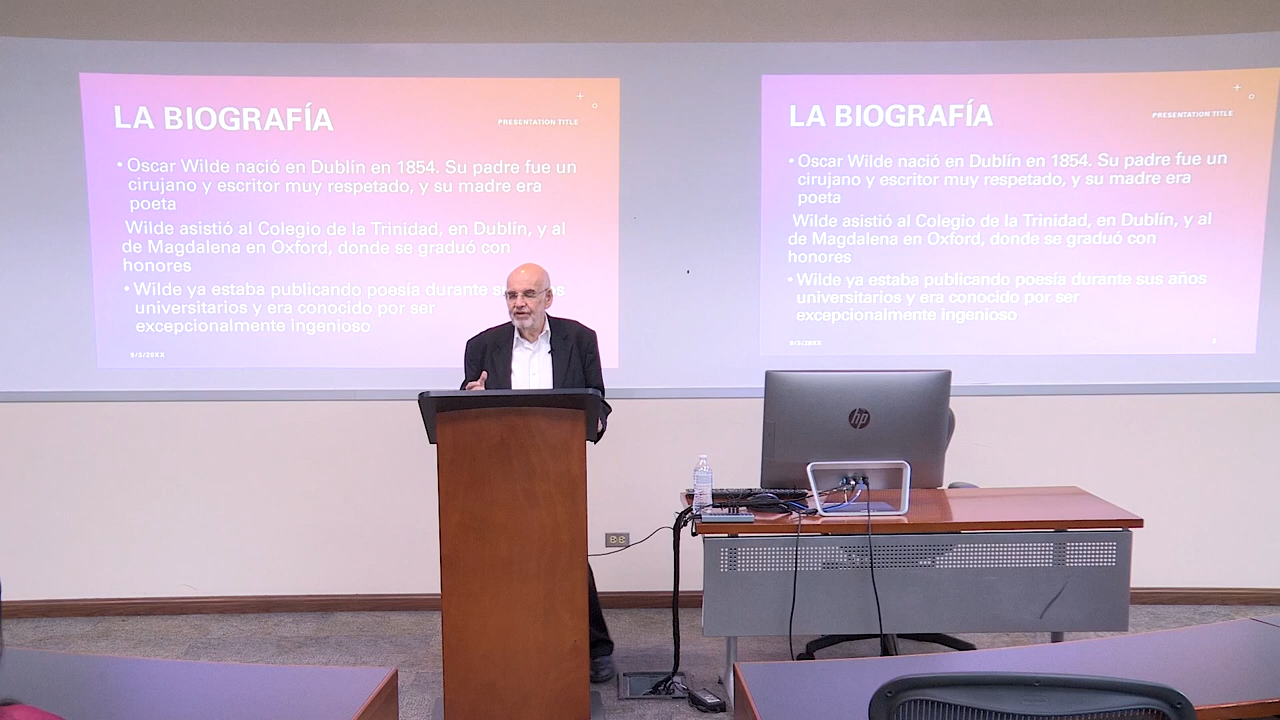 LA BIOGRAFÍA
PRESENTATION TITLE
• Oscar Wilde nació en Dublín en 1854. Su padre fue un
cirujano y escritor muy respetado, y su madre era
poeta
Wilde asistió al Colegio de la Trinidad, en Dublín, y al
de Magdalena en Oxford, donde se graduó con
honores
• Wilde ya estaba publicando poesía durante
universitarios y era conocido por ser
excepcionalmente ingenioso
9/3/20XX
LA BIOGRAFÍA
PRESENTATION TITLE
• Oscar Wilde nació en Dublín en 1854. Su padre fue un
cirujano y escritor muy respetado, y su madre era
poeta
Wilde asistió al Colegio de la Trinidad, en Dublín, y al
de Magdalena en Oxford, donde se graduó con
honores
• Wilde ya estaba publicando poesía durante sus años
universitarios y era conocido por ser
excepcionalmente ingenioso
9/3/20XX
hp